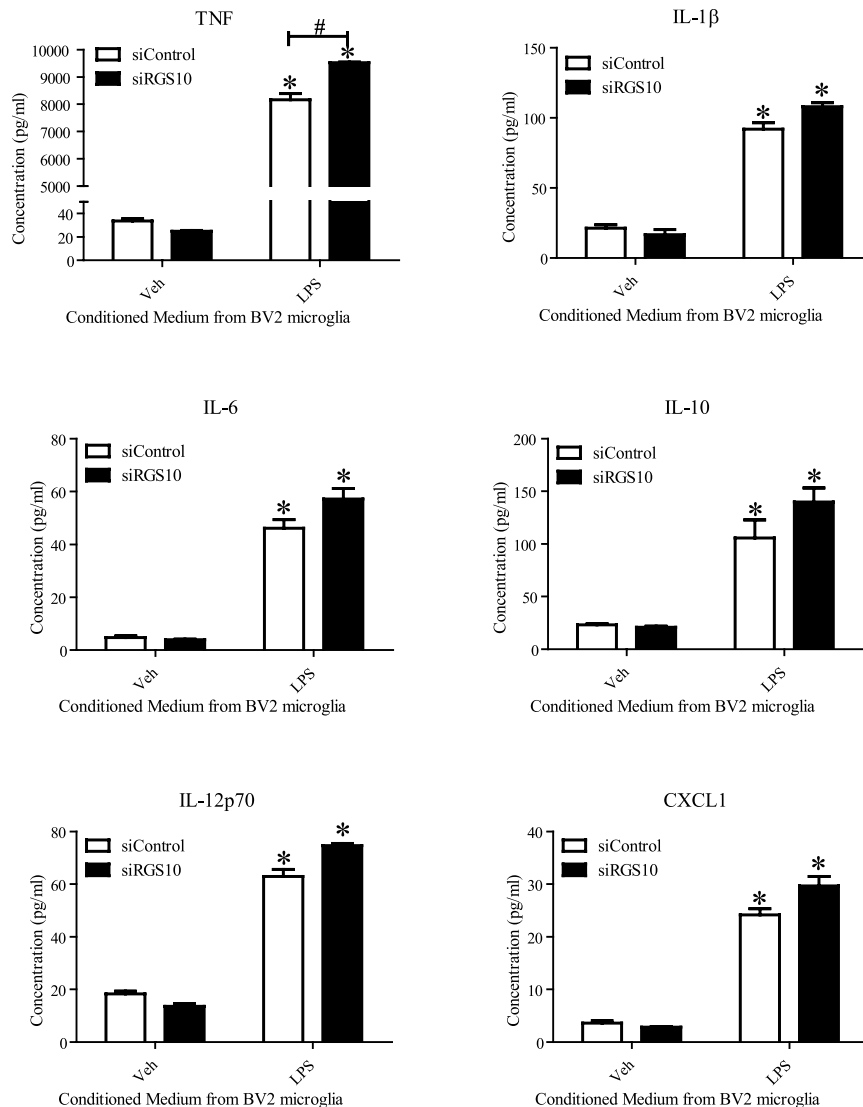 TNF
#
siControl
siRGS10
*
*
10000
9000
8000
7000
6000
5000
40
20
0
Concentration (pg/ml)
Veh
LPS
Conditioned Medium from BV2 microglia
IL-1β
siControl
siRGS10
*
*
150
100
50
0
Concentration (pg/ml)
Veh
LPS
Conditioned Medium from BV2 microglia
IL-6
siControl
siRGS10
*
*
80
60
40
20
0
Concentration (pg/ml)
Veh
LPS
Conditioned Medium from BV2 microglia
IL-10
siControl
siRGS10
*
*
200
150
100
50
0
Concentration (pg/ml)
Veh
LPS
Conditioned Medium from BV2 microglia
IL-12p70
siControl
siRGS10
*
*
80
60
40
20
0
Concentration (pg/ml)
Veh
LPS
Conditioned Medium from BV2 microglia
CXCL1
siControl
siRGS10
*
*
40
30
20
10
0
Concentration (pg/ml)
Veh
LPS
Conditioned Medium from BV2 microglia